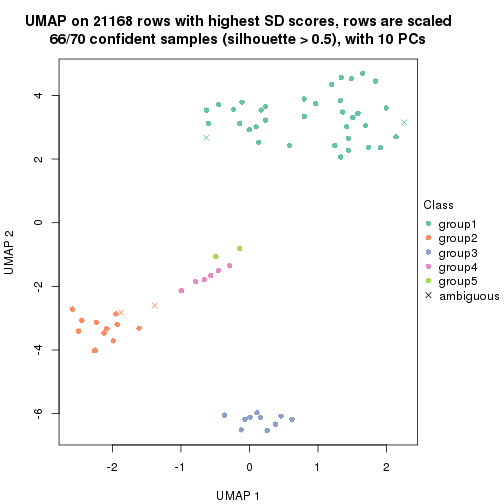 UMAP on 21168 rows with highest SD scores, rows are scaled
66/70 confident samples (silhouette > 0.5), with 10 PCs
4
2
0
-2
-4
-6
UMAP 2
-2
-1
0
1
2
UMAP 1
Class
group1
group2
group3
group4
group5
ambiguous